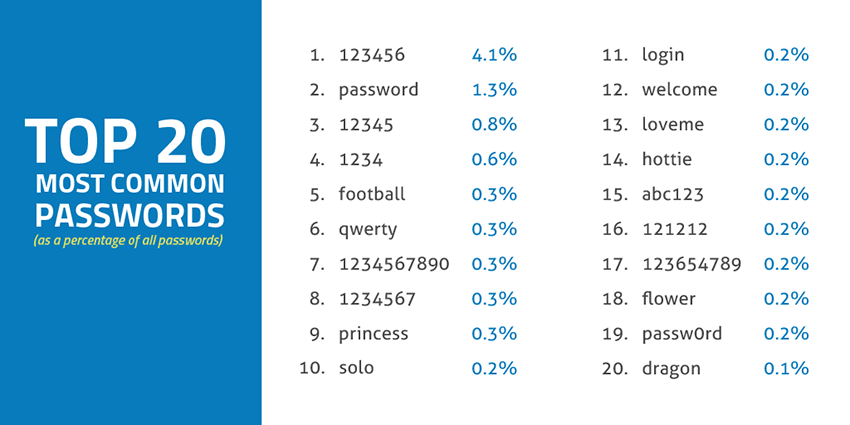 TOP 20
MOST COMMON
PASSWORDS
(as a percentage of all passwords)
1. 123456 4.1%
2. password 1.3%
3. 12345 0.8%
4. 1234 0.6%
5. football 0.3%
6. qwerty 0.3%
7. 1234567890 0.3%
8. 1234567 0.3%
9. princess 0.3%
10. solo 0.2%
11. login 0.2%
12. welcome 0.2%
13. loveme 0.2%
14. hottie 0.2%
15. abc123 0.2%
16. 121212 0.2%
17. 123654789 0.2%
18. flower 0.2%
19. passw0rd 0.2%
20. dragon 0.1%